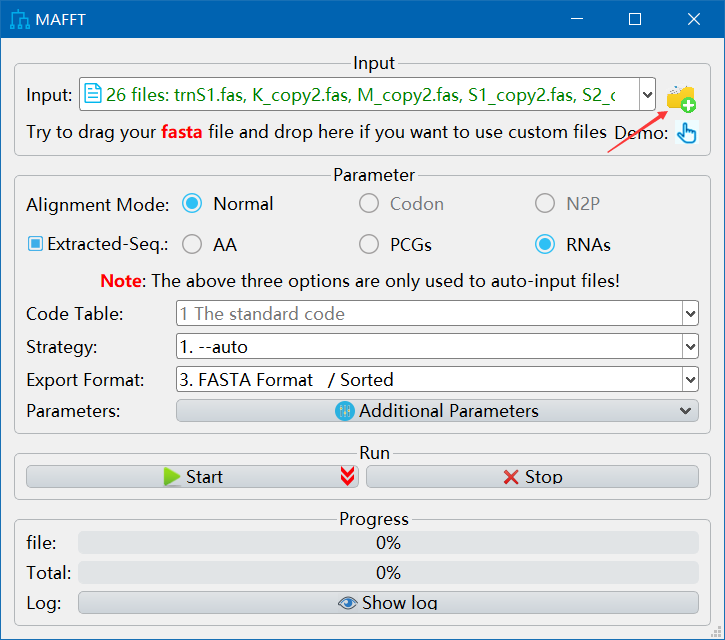 MAFFT
Input
Input: 26 files: trnS1.fas, K_copy2.fas, M_copy2.fas, S1_copy2.fas, S2_c
Try to drag your fasta file and drop here if you want to use custom files Demo:
Parameter
Alignment Mode: Normal Codon N2P
Extracted-Seq.: AA PCGs RNAs
Note: The above three options are only used to auto-input files!
Code Table: 1 The standard code
Strategy: 1. --auto
Export Format: 3. FASTA Format / Sorted
Parameters: Additional Parameters
Run
Start Stop
Progress
file: 0%
Total: 0%
Log: Show log